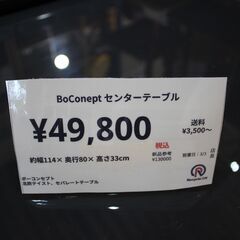 BoConept センターテーブル
¥49,800
税込
送料
¥3,500〜
約幅114× 奥行80× 高さ33cm
新品参考
¥130000
ボーコンセプト
北欧テイスト、セパレートテーブル